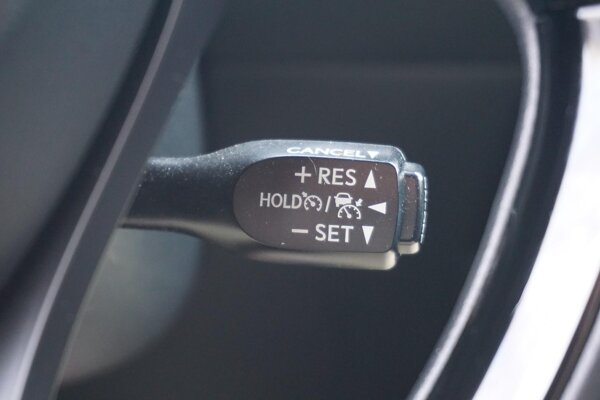 CANCEL▼
+ RES ▲
HOLD / ◀
− SET ▼